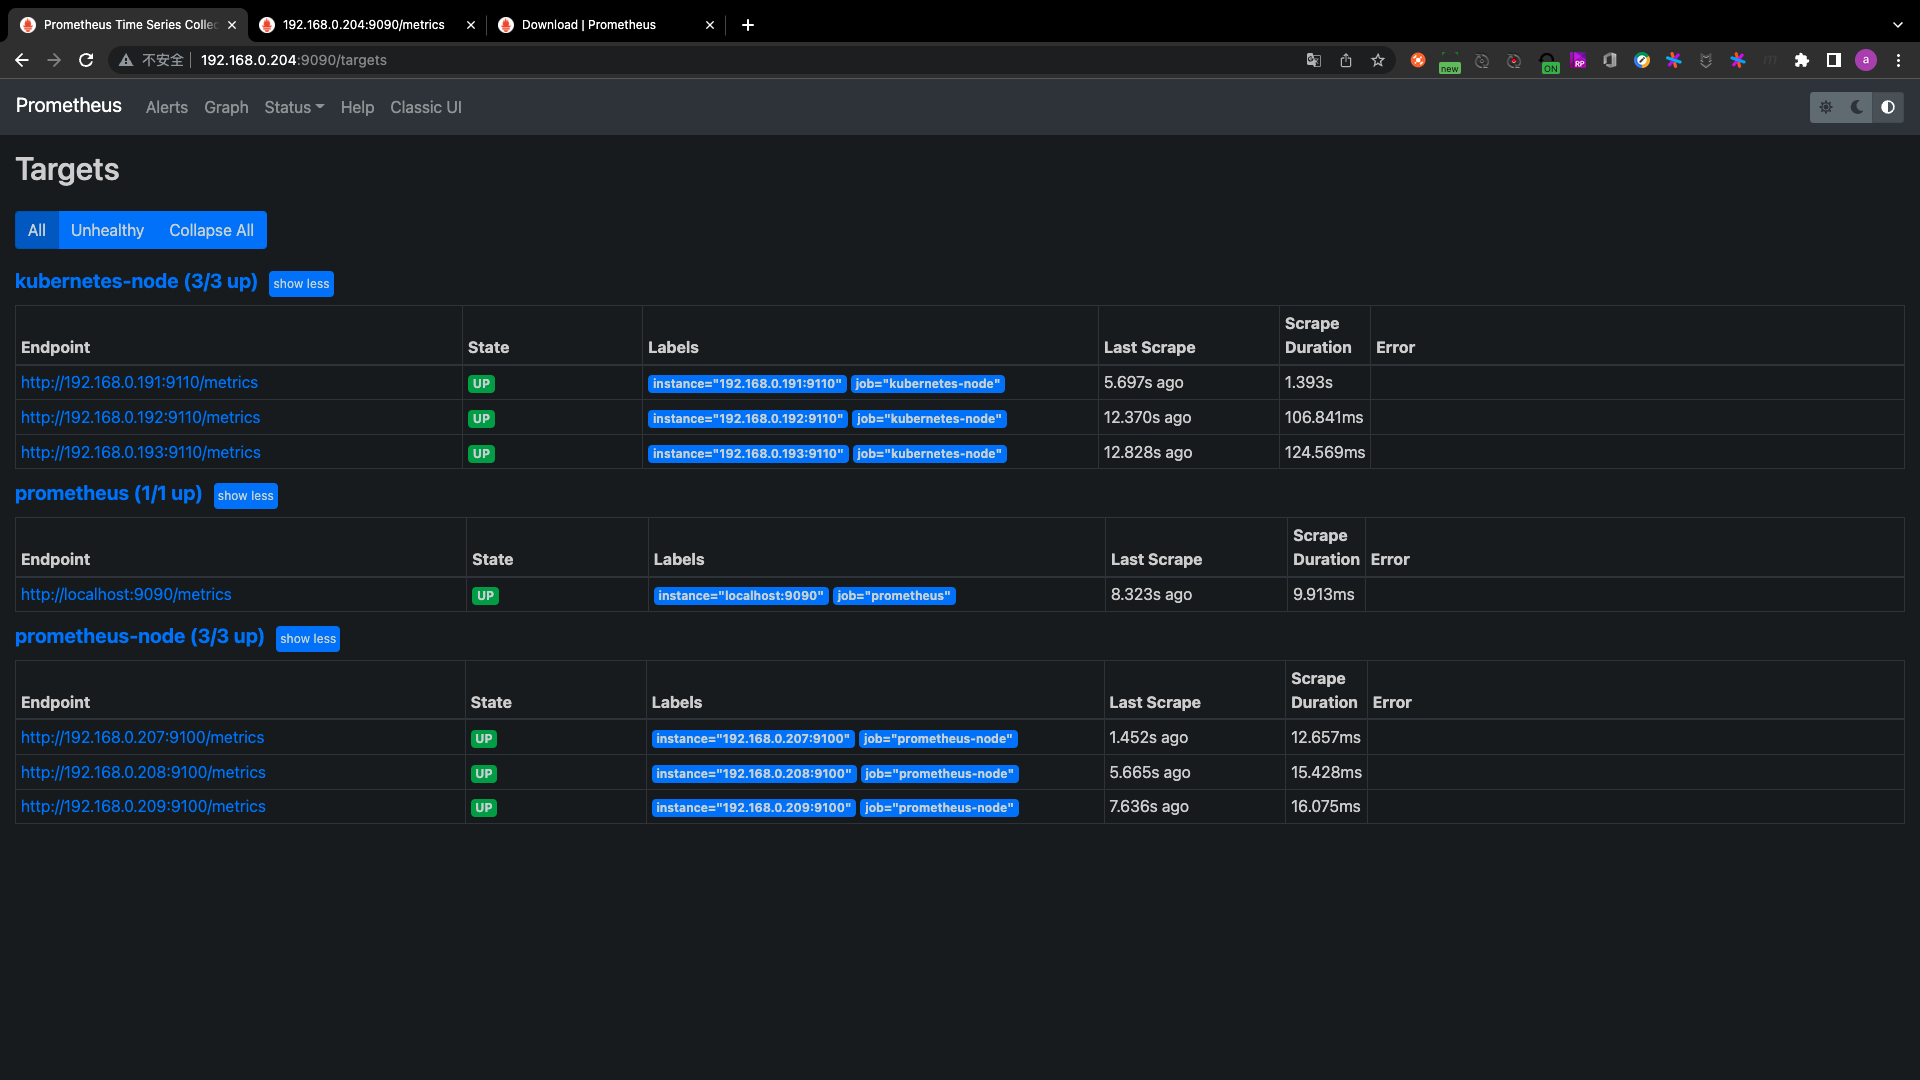 Prometheus Time Series Collec
192.168.0.204:9090/metrics
Download | Prometheus
不安全 192.168.0.204:9090/targets
new ON RP a
Prometheus Alerts Graph Status Help Classic UI
Targets
All Unhealthy Collapse All
kubernetes-node (3/3 up) show less
Endpoint State Labels Last Scrape Scrape Duration Error
http://192.168.0.191:9110/metrics UP instance="192.168.0.191:9110" job="kubernetes-node" 5.697s ago 1.393s
http://192.168.0.192:9110/metrics UP instance="192.168.0.192:9110" job="kubernetes-node" 12.370s ago 106.841ms
http://192.168.0.193:9110/metrics UP instance="192.168.0.193:9110" job="kubernetes-node" 12.828s ago 124.569ms
prometheus (1/1 up) show less
Endpoint State Labels Last Scrape Scrape Duration Error
http://localhost:9090/metrics UP instance="localhost:9090" job="prometheus" 8.323s ago 9.913ms
prometheus-node (3/3 up) show less
Endpoint State Labels Last Scrape Scrape Duration Error
http://192.168.0.207:9100/metrics UP instance="192.168.0.207:9100" job="prometheus-node" 1.452s ago 12.657ms
http://192.168.0.208:9100/metrics UP instance="192.168.0.208:9100" job="prometheus-node" 5.665s ago 15.428ms
http://192.168.0.209:9100/metrics UP instance="192.168.0.209:9100" job="prometheus-node" 7.636s ago 16.075ms